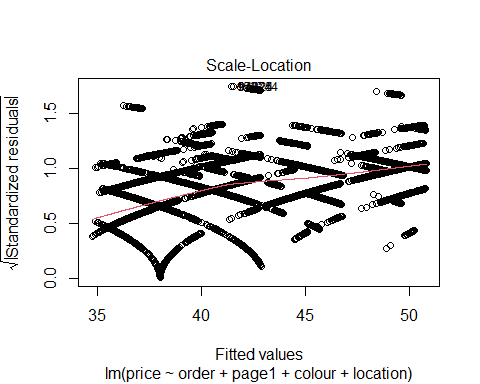 Scale-Location
√|Standardized residuals|
0.0 0.5 1.0 1.5
35 40 45 50
Fitted values
lm(price ~ order + page1 + colour + location)